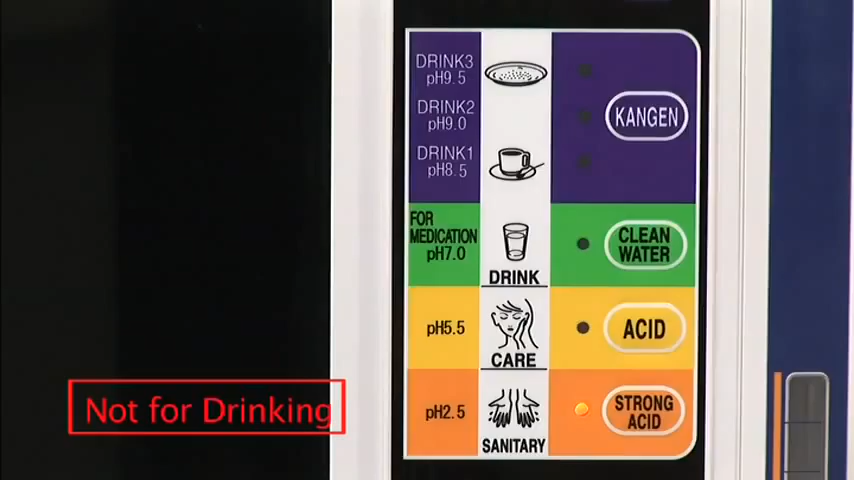 DRINK3
pH9.5
DRINK2
pH9.0
DRINK1
pH8.5
KANGEN
FOR
MEDICATION
pH7.0
DRINK
CLEAN
WATER
pH5.5
CARE
ACID
pH2.5
SANITARY
STRONG
ACID
Not for Drinking